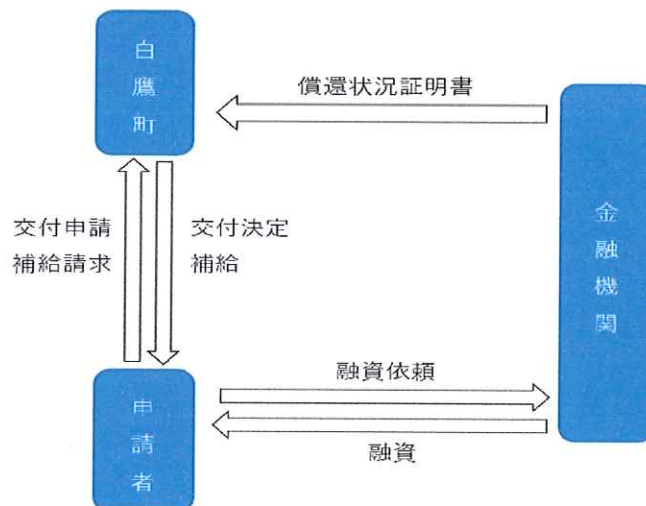 白鷹町
償還状況証明書
交付申請
補給請求
交付決定
補給
金融機関
融資依頼
融資
申請者